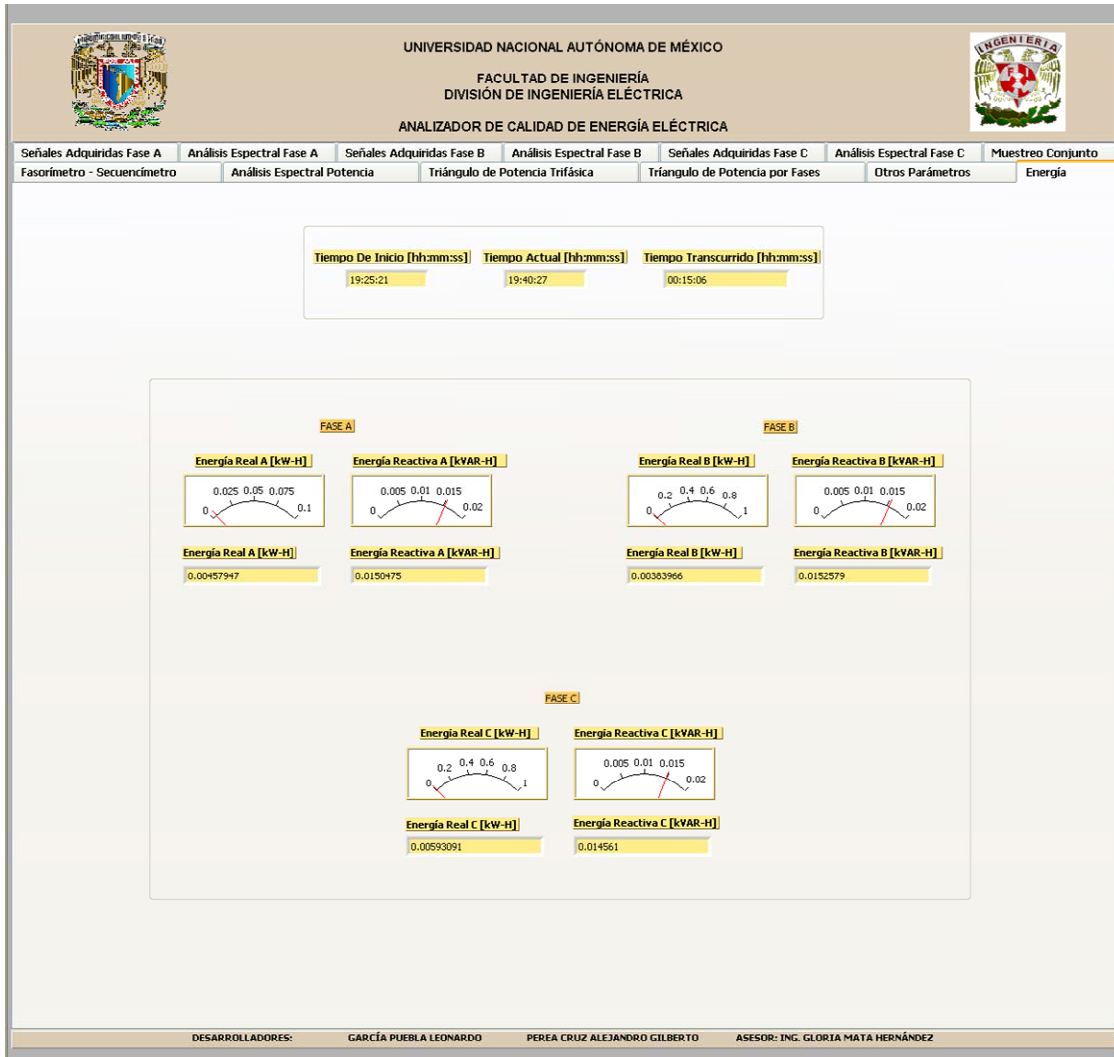 UNIVERSIDAD NACIONAL AUTÓNOMA DE MÉXICO
FACULTAD DE INGENIERÍA
DIVISIÓN DE INGENIERÍA ELÉCTRICA
ANALIZADOR DE CALIDAD DE ENERGÍA ELÉCTRICA
INGENIERIA
Señales Adquiridas Fase A Análisis Espectral Fase A Señales Adquiridas Fase B Análisis Espectral Fase B Señales Adquiridas Fase C Análisis Espectral Fase C Muestreo Conjunto
Fasorímetro - Secuencímetro Análisis Espectral Potencia Triángulo de Potencia Trifásica Tríangulo de Potencia por Fases Otros Parámetros Energía
Tiempo De Inicio [hh:mm:ss] Tiempo Actual [hh:mm:ss] Tiempo Transcurrido [hh:mm:ss]
19:25:21 19:40:27 00:15:06
FASE A
Energía Real A [kW-H] Energía Reactiva A [kVAR-H]
0 0.025 0.05 0.075 0.1
0 0.005 0.01 0.015 0.02
Energía Real A [kW-H] Energía Reactiva A [kVAR-H]
0.00457947 0.0150475
FASE B
Energía Real B [kW-H] Energía Reactiva B [kVAR-H]
0 0.2 0.4 0.6 0.8 1
0 0.005 0.01 0.015 0.02
Energía Real B [kW-H] Energía Reactiva B [kVAR-H]
0.00383966 0.0152579
FASE C
Energia Real C [kW-H] Energía Reactiva C [kVAR-H]
0 0.2 0.4 0.6 0.8 1
0 0.005 0.01 0.015 0.02
Energía Real C [kW-H] Energía Reactiva C [kVAR-H]
0.00593091 0.014561
DESARROLLADORES: GARCÍA PUEBLA LEONARDO PEREA CRUZ ALEJANDRO GILBERTO ASESOR: ING. GLORIA MATA HERNÁNDEZ